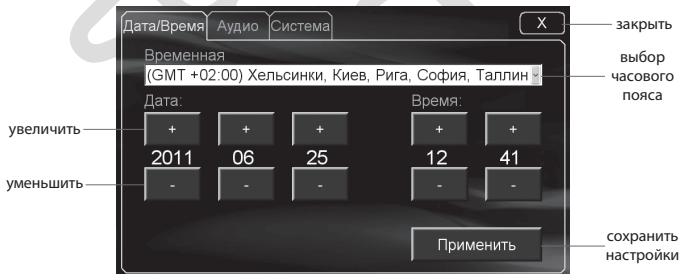 Дата/Время Аудио Система X
закрыть
Временная
(GMT +02:00) Хельсинки, Киев, Рига, София, Таллин
выбор
часового
пояса
Дата: Время:
увеличить
+ + + + +
2011 06 25 12 41
уменьшить
- - - - -
Применить
сохранить
настройки